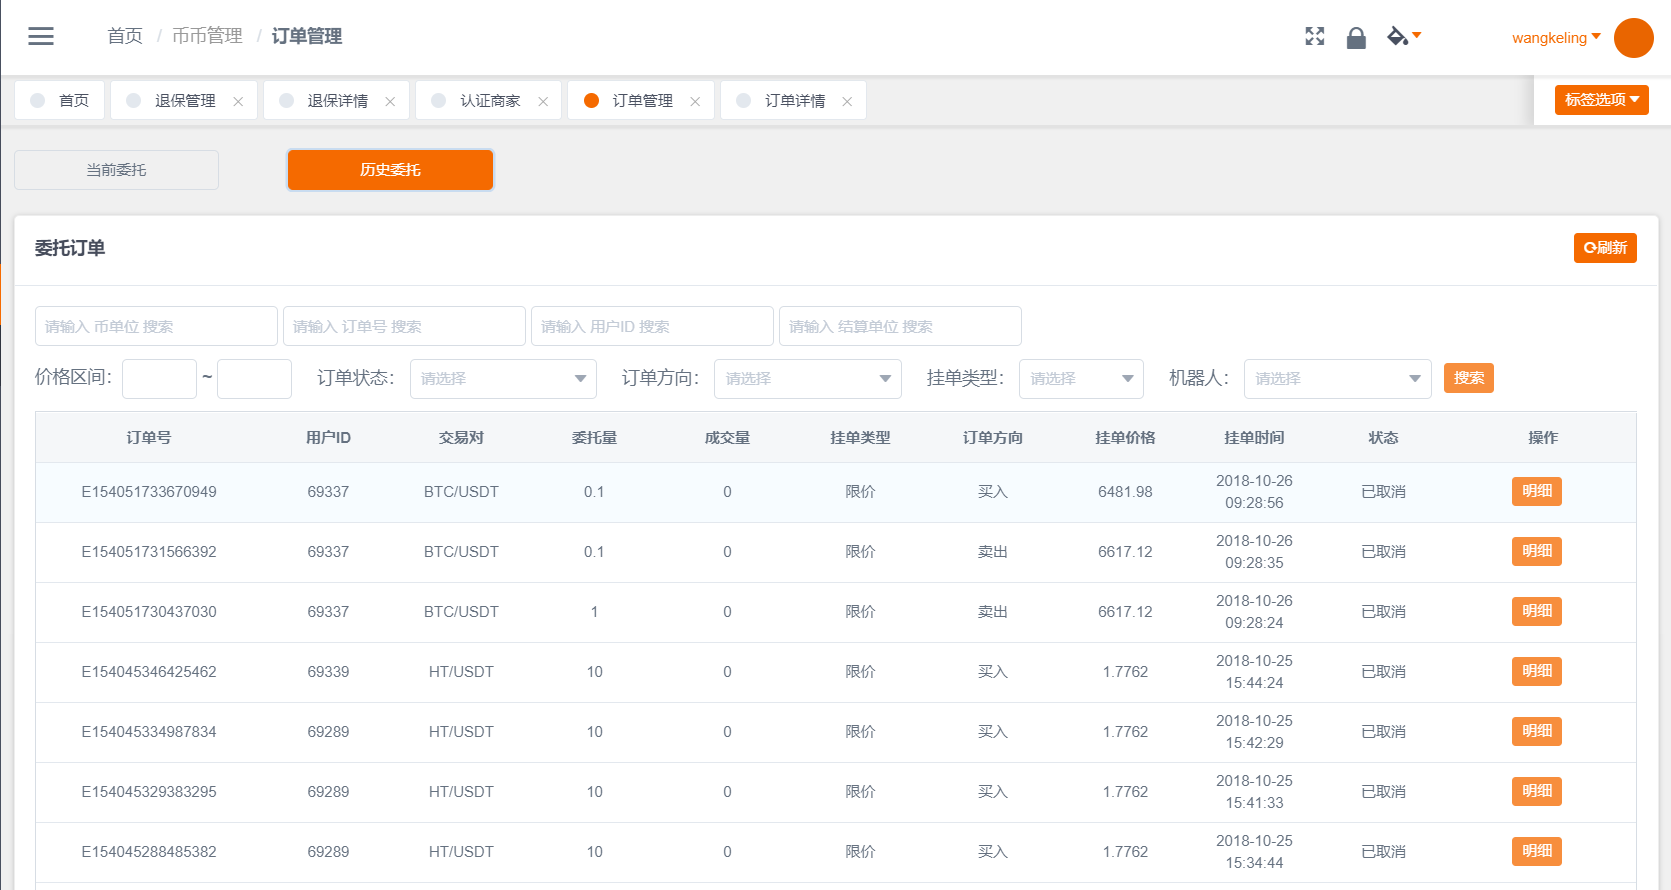 首页 / 币币管理 / 订单管理
wangkeling
首页 退保管理 退保详情 认证商家 订单管理 订单详情
标签选项
当前委托 历史委托
委托订单
刷新
请输入 币单位 搜索 请输入 订单号 搜索 请输入 用户ID 搜索 请输入 结算单位 搜索
价格区间： ~ 订单状态： 请选择 订单方向： 请选择 挂单类型： 请选择 机器人： 请选择 搜索
订单号 用户ID 交易对 委托量 成交量 挂单类型 订单方向 挂单价格 挂单时间 状态 操作
E154051733670949 69337 BTC/USDT 0.1 0 限价 买入 6481.98 2018-10-26 09:28:56 已取消 明细
E154051731566392 69337 BTC/USDT 0.1 0 限价 卖出 6617.12 2018-10-26 09:28:35 已取消 明细
E154051730437030 69337 BTC/USDT 1 0 限价 卖出 6617.12 2018-10-26 09:28:24 已取消 明细
E154045346425462 69339 HT/USDT 10 0 限价 买入 1.7762 2018-10-25 15:44:24 已取消 明细
E154045334987834 69289 HT/USDT 10 0 限价 买入 1.7762 2018-10-25 15:42:29 已取消 明细
E154045329383295 69289 HT/USDT 10 0 限价 买入 1.7762 2018-10-25 15:41:33 已取消 明细
E154045288485382 69289 HT/USDT 10 0 限价 买入 1.7762 2018-10-25 15:34:44 已取消 明细